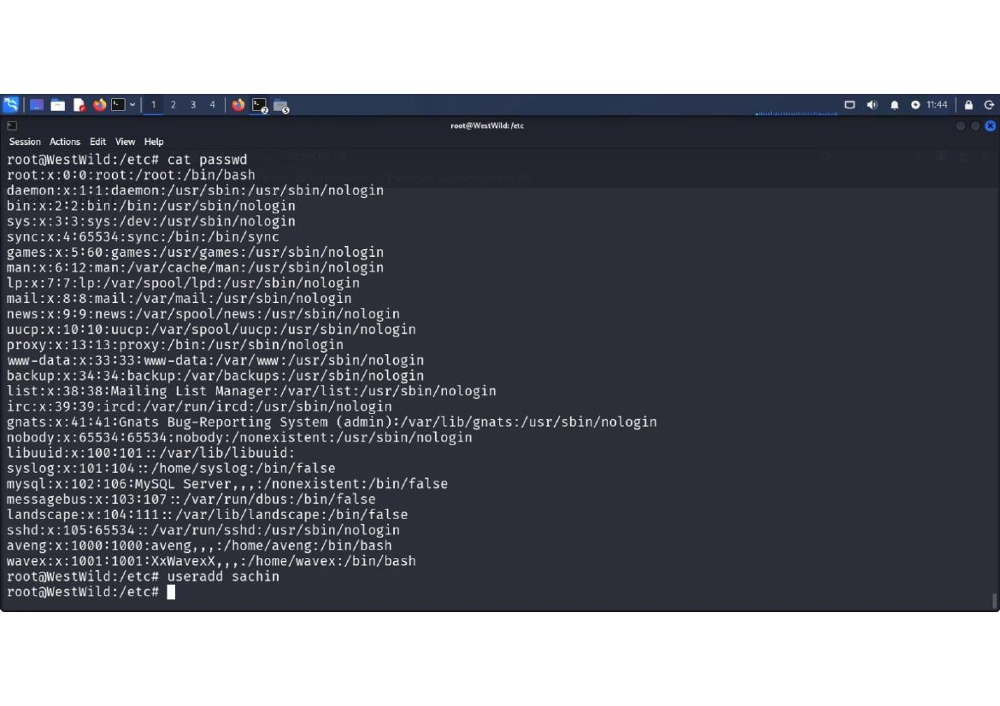 1 2 3 4 2 5 11:44
root@WestWild: /etc
Session Actions Edit View Help
root@WestWild:/etc# cat passwd
root:x:0:0:root:/root:/bin/bash
daemon:x:1:1:daemon:/usr/sbin:/usr/sbin/nologin
bin:x:2:2:bin:/bin:/usr/sbin/nologin
sys:x:3:3:sys:/dev:/usr/sbin/nologin
sync:x:4:65534:sync:/bin:/bin/sync
games:x:5:60:games:/usr/games:/usr/sbin/nologin
man:x:6:12:man:/var/cache/man:/usr/sbin/nologin
lp:x:7:7:lp:/var/spool/lpd:/usr/sbin/nologin
mail:x:8:8:mail:/var/mail:/usr/sbin/nologin
news:x:9:9:news:/var/spool/news:/usr/sbin/nologin
uucp:x:10:10:uucp:/var/spool/uucp:/usr/sbin/nologin
proxy:x:13:13:proxy:/bin:/usr/sbin/nologin
www-data:x:33:33:www-data:/var/www:/usr/sbin/nologin
backup:x:34:34:backup:/var/backups:/usr/sbin/nologin
list:x:38:38:Mailing List Manager:/var/list:/usr/sbin/nologin
irc:x:39:39:ircd:/var/run/ircd:/usr/sbin/nologin
gnats:x:41:41:Gnats Bug-Reporting System (admin):/var/lib/gnats:/usr/sbin/nologin
nobody:x:65534:65534:nobody:/nonexistent:/usr/sbin/nologin
libuuid:x:100:101::/var/lib/libuuid:
syslog:x:101:104::/home/syslog:/bin/false
mysql:x:102:106:MySQL Server,,,:/nonexistent:/bin/false
messagebus:x:103:107::/var/run/dbus:/bin/false
landscape:x:104:111::/var/lib/landscape:/bin/false
sshd:x:105:65534::/var/run/sshd:/usr/sbin/nologin
aveng:x:1000:1000:aveng,,,:/home/aveng:/bin/bash
wavex:x:1001:1001:XxWavexX,,,:/home/wavex:/bin/bash
root@WestWild:/etc# useradd sachin
root@WestWild:/etc#